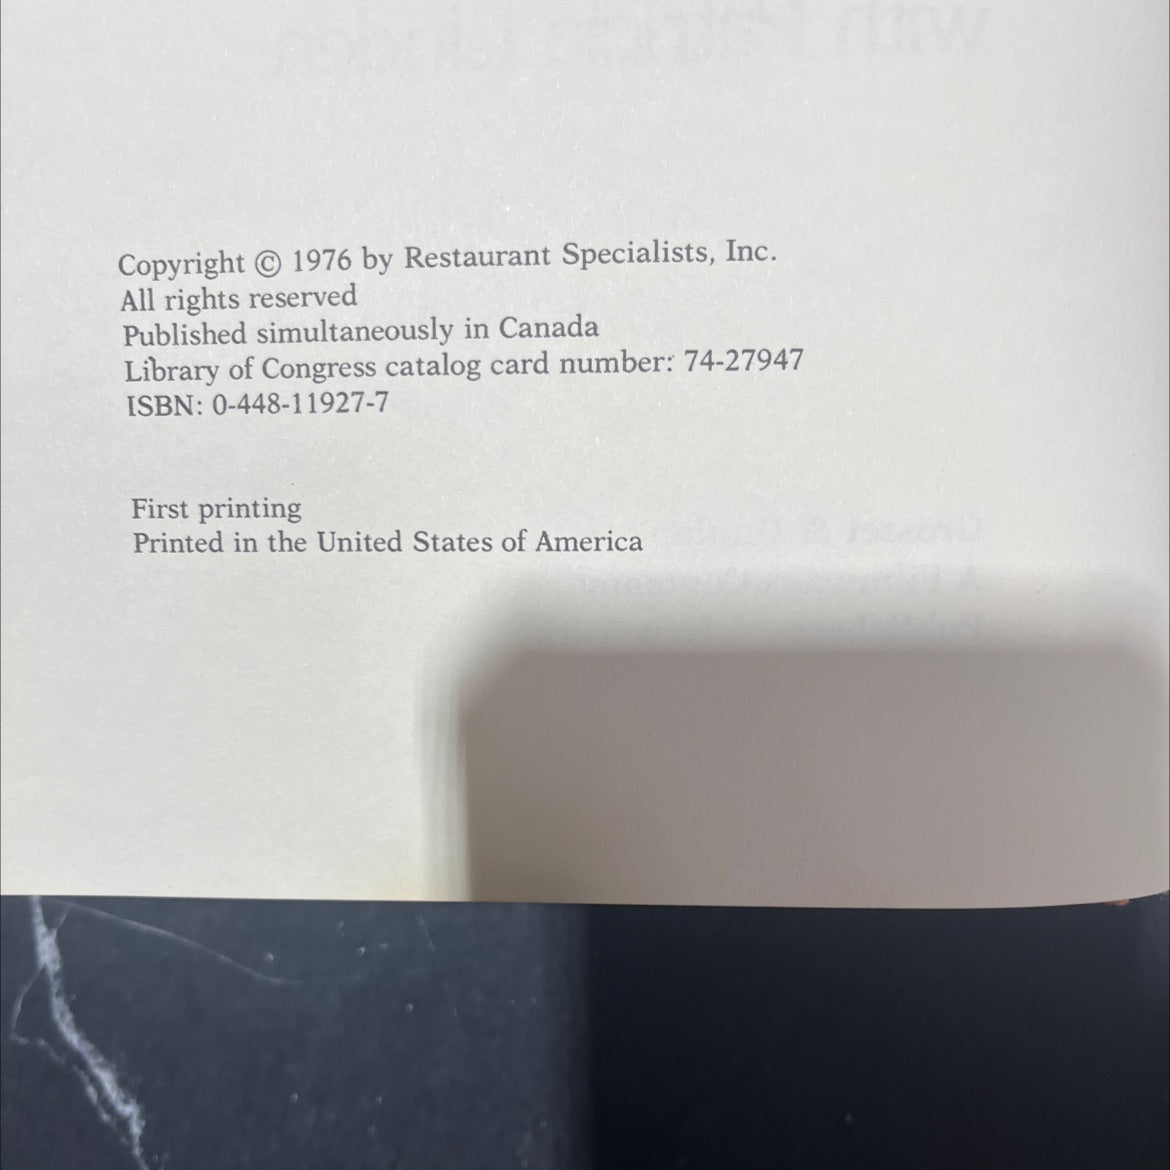 Copyright © 1976 by Restaurant Specialists, Inc.
All rights reserved
Published simultaneously in Canada
Library of Congress catalog card number: 74-27947
ISBN: 0-448-11927-7
First printing
Printed in the United States of America